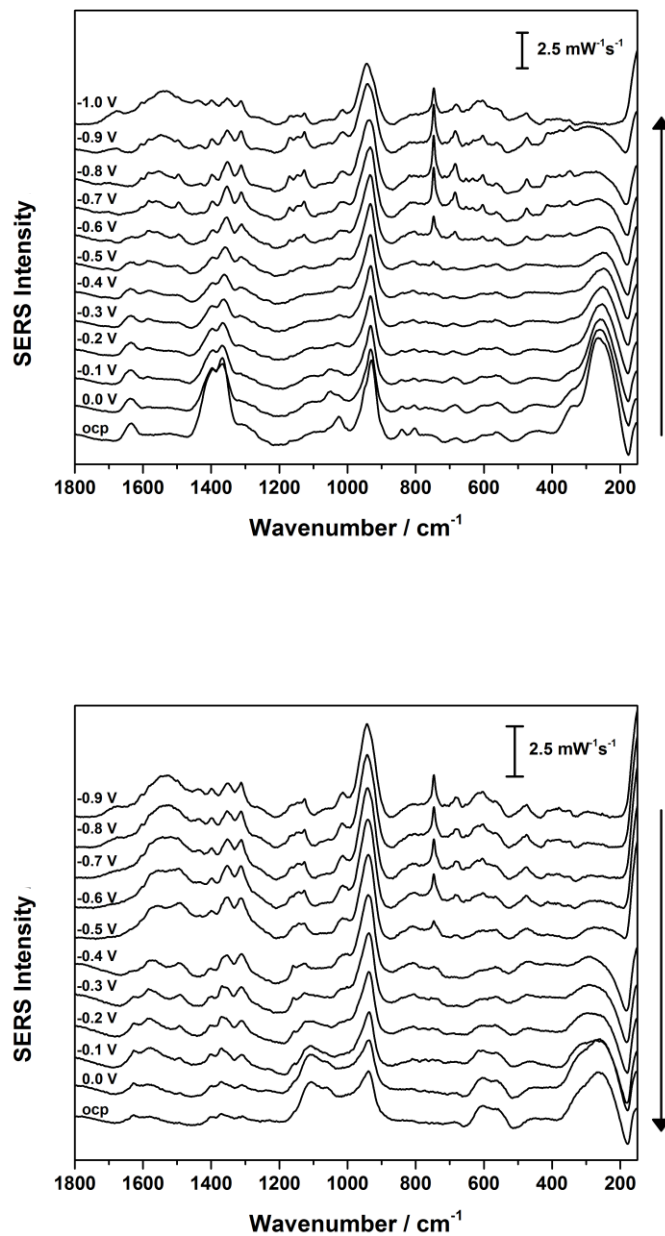 2.5 mW⁻¹s⁻¹
-1.0 V
-0.9 V
-0.8 V
-0.7 V
-0.6 V
-0.5 V
-0.4 V
-0.3 V
-0.2 V
-0.1 V
0.0 V
ocp
SERS Intensity
1800 1600 1400 1200 1000 800 600 400 200
Wavenumber / cm⁻¹
2.5 mW⁻¹s⁻¹
-0.9 V
-0.8 V
-0.7 V
-0.6 V
-0.5 V
-0.4 V
-0.3 V
-0.2 V
-0.1 V
0.0 V
ocp
SERS Intensity
1800 1600 1400 1200 1000 800 600 400 200
Wavenumber / cm⁻¹